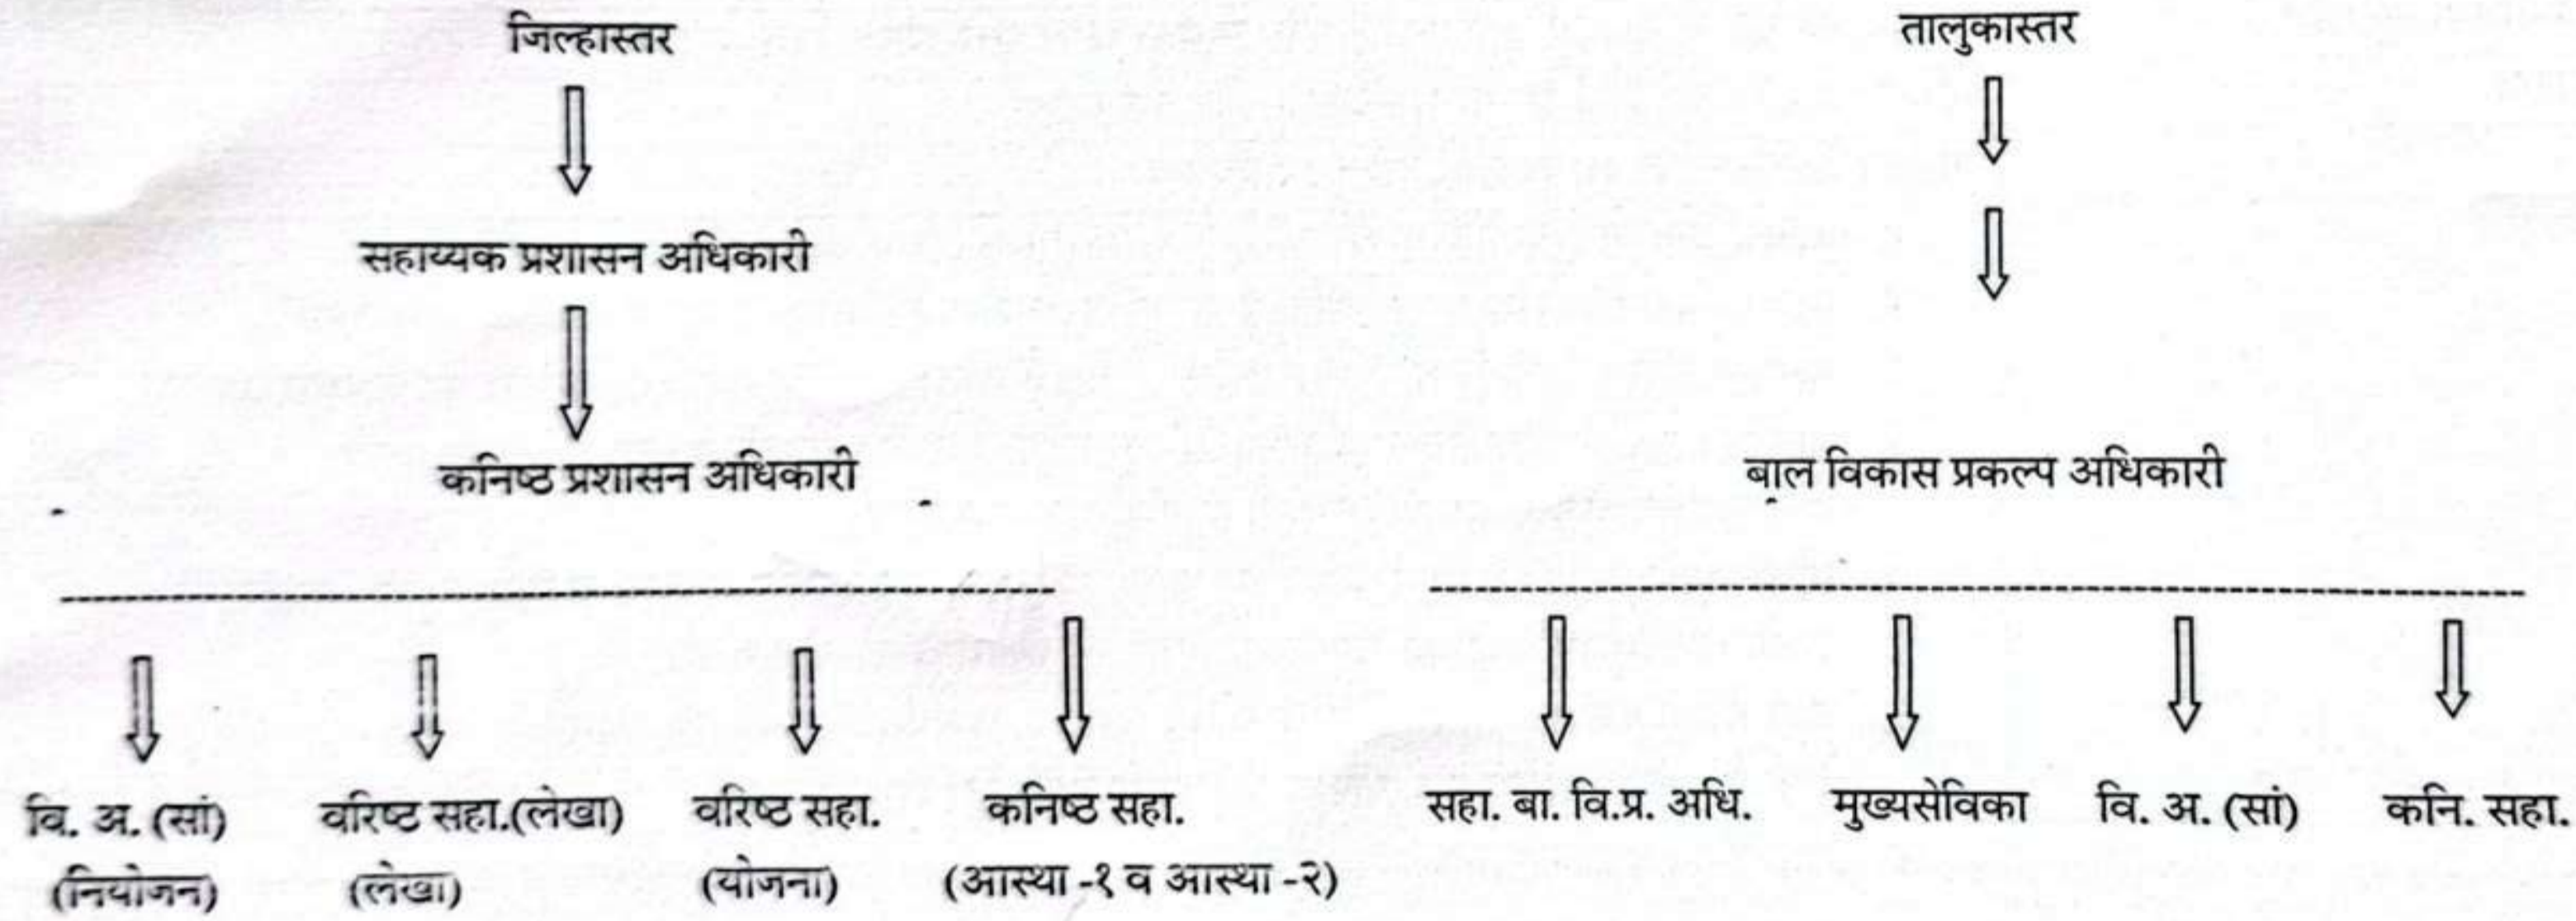 जिल्हास्तर
तालुकास्तर
सहाय्यक प्रशासन अधिकारी
कनिष्ठ प्रशासन अधिकारी
बाल विकास प्रकल्प अधिकारी
वि. अ. (सां) वरिष्ट सहा.(लेखा) वरिष्ट सहा. कनिष्ठ सहा. सहा. बा. वि.प्र. अधि. मुख्यसेविका वि. अ. (सां) कनि. सहा.
(नियोजन) (लेखा) (योजना) (आस्था -१ व आस्था -२)